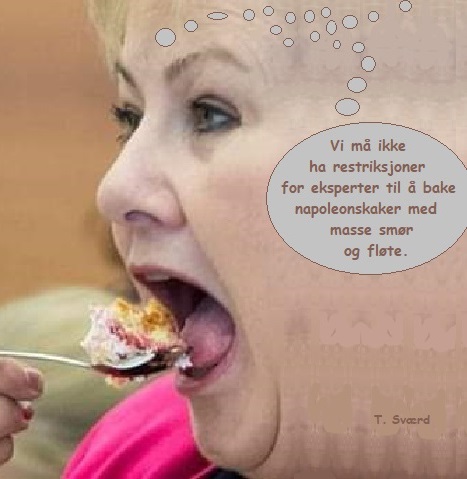 Vi må ikke
ha restriksjoner
for eksperter til å bake
napoleonskaker med
masse smør
og fløte.
T. Sværd